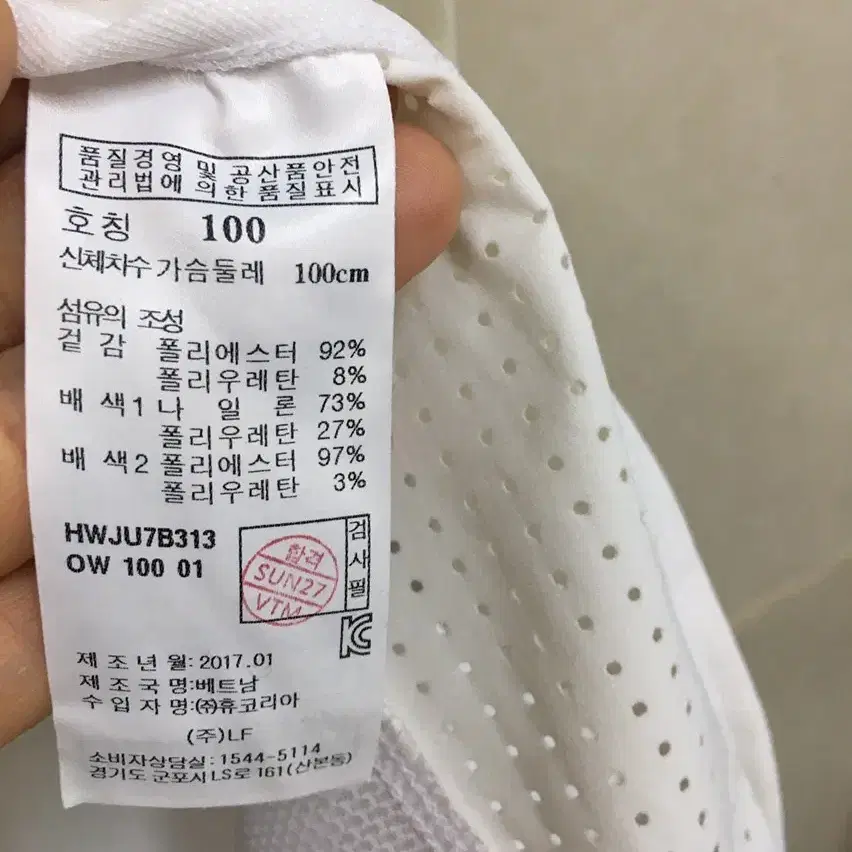 품질경영 및 공산품안전
관리법에 의한 품질표시
호칭 100
신체치수 가슴둘레 100cm
섬유의 조성
겉 감 폴리에스터 92%
폴리우레탄 8%
배 색1 나 일 론 73%
폴리우레탄 27%
배 색2 폴리에스터 97%
폴리우레탄 3%
HWJU7B313
OW 100 01
검사필
합격
SUN27
VTM
KC
제 조 년 월: 2017.01
제 조 국 명:베트남
수 입 자 명:㈜휴코리아
(주)LF
소비자상담실: 1544-5114
경기도 군포시 LS로 161(산본동)